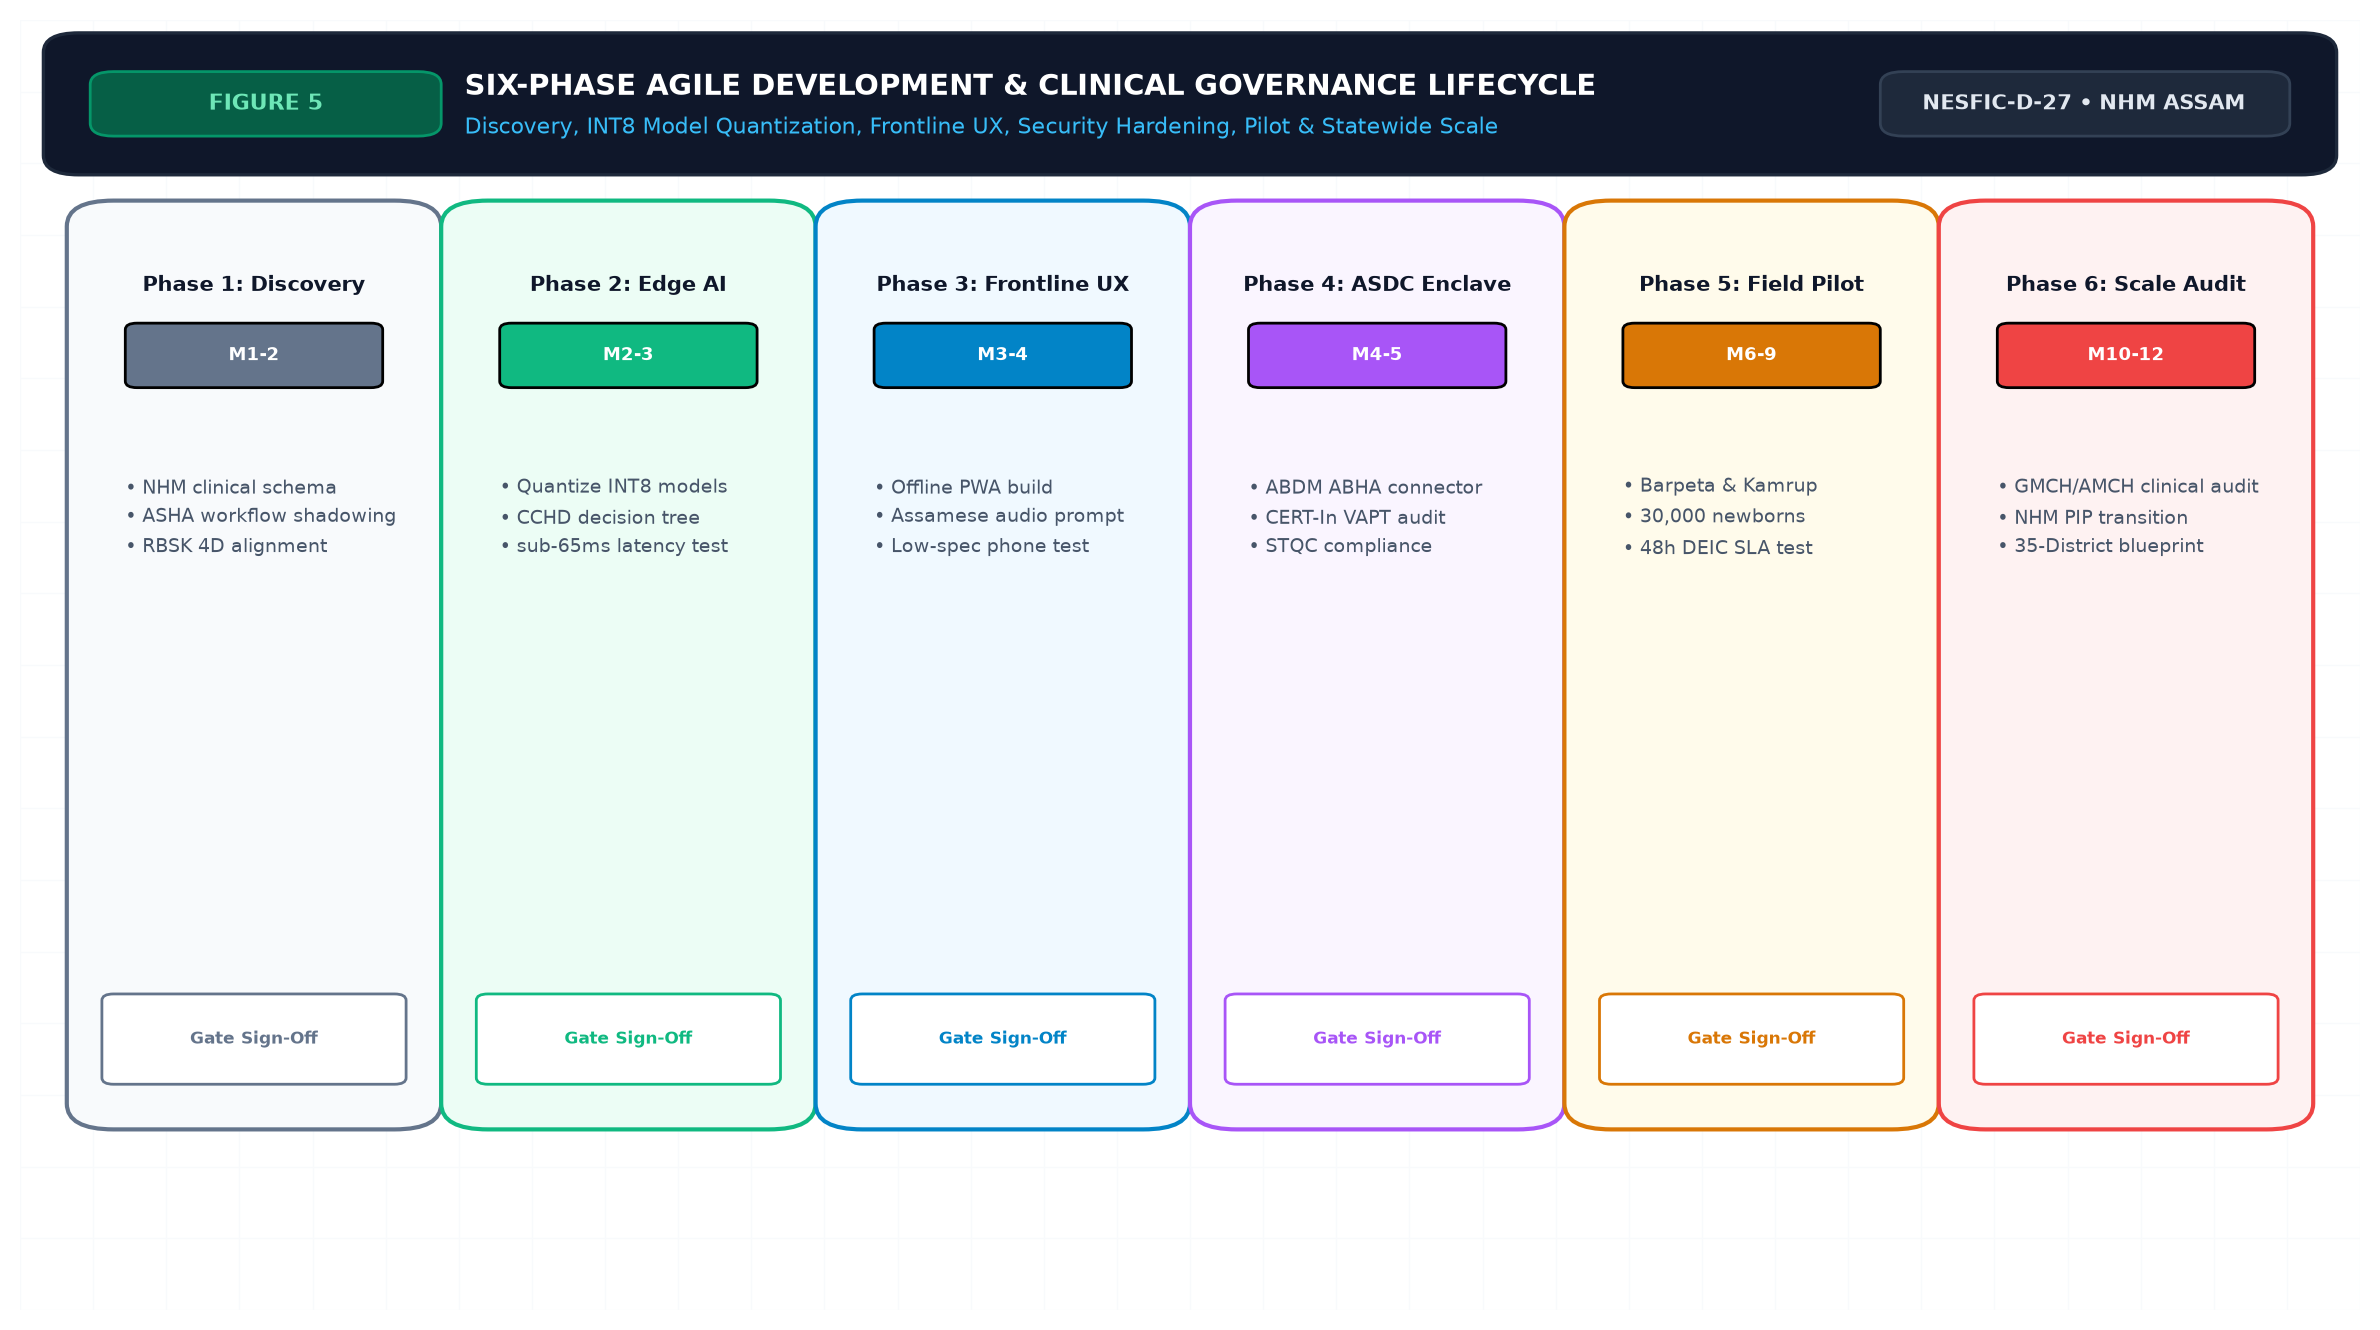 FIGURE 5
SIX-PHASE AGILE DEVELOPMENT & CLINICAL GOVERNANCE LIFECYCLE
Discovery, INT8 Model Quantization, Frontline UX, Security Hardening, Pilot & Statewide Scale
NESFIC-D-27 • NHM ASSAM
Phase 1: Discovery
M1-2
• NHM clinical schema
• ASHA workflow shadowing
• RBSK 4D alignment
Gate Sign-Off
Phase 2: Edge AI
M2-3
• Quantize INT8 models
• CCHD decision tree
• sub-65ms latency test
Gate Sign-Off
Phase 3: Frontline UX
M3-4
• Offline PWA build
• Assamese audio prompt
• Low-spec phone test
Gate Sign-Off
Phase 4: ASDC Enclave
M4-5
• ABDM ABHA connector
• CERT-In VAPT audit
• STQC compliance
Gate Sign-Off
Phase 5: Field Pilot
M6-9
• Barpeta & Kamrup
• 30,000 newborns
• 48h DEIC SLA test
Gate Sign-Off
Phase 6: Scale Audit
M10-12
• GMCH/AMCH clinical audit
• NHM PIP transition
• 35-District blueprint
Gate Sign-Off